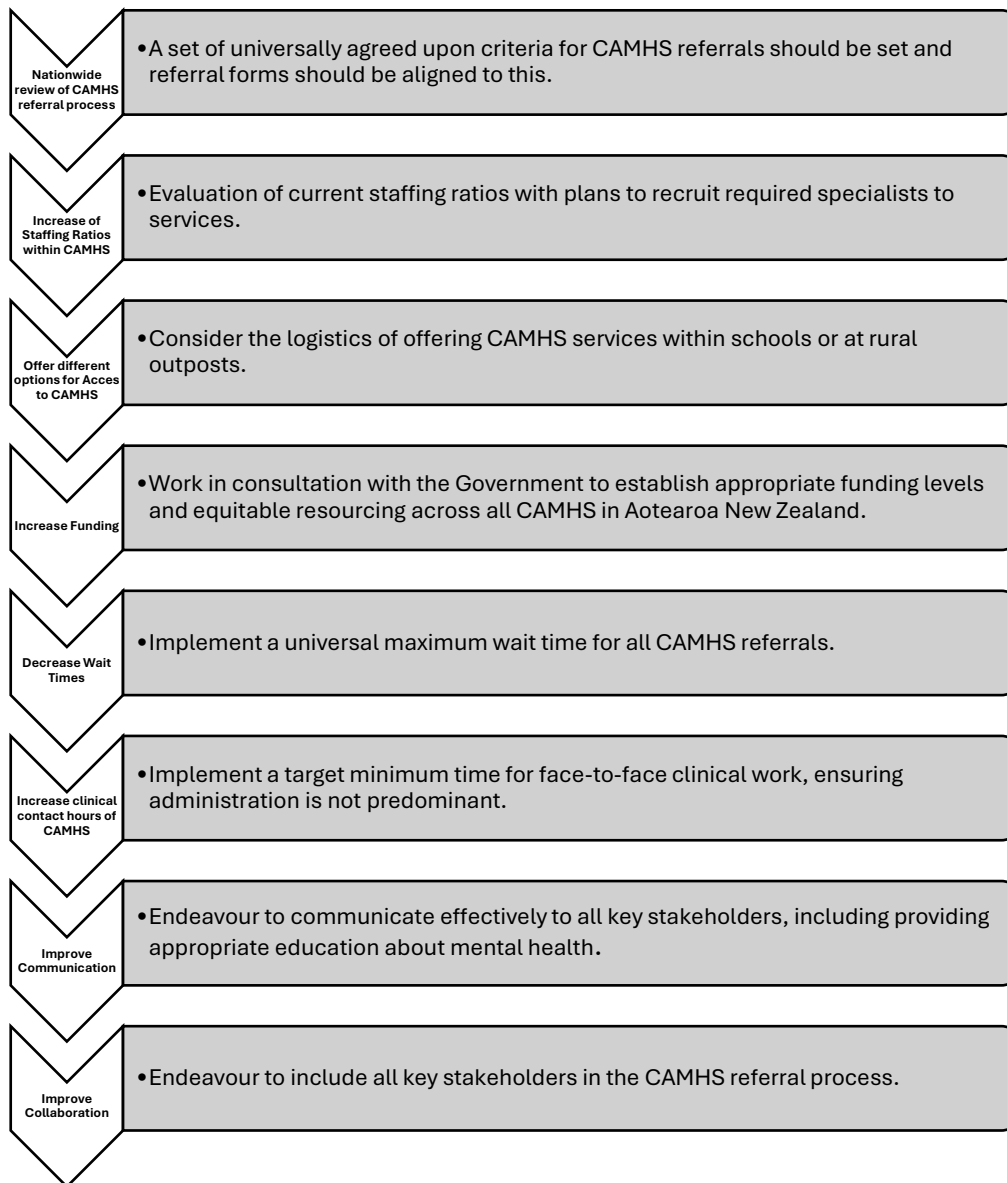 Nationwide
review of CAMHS
referral process
•A set of universally agreed upon criteria for CAMHS referrals should be set and
referral forms should be aligned to this.
Increase of
Staffing Ratios
within CAMHS
•Evaluation of current staffing ratios with plans to recruit required specialists to
services.
Offer different
options for Acces
to CAMHS
•Consider the logistics of offering CAMHS services within schools or at rural
outposts.
Increase Funding
•Work in consultation with the Government to establish appropriate funding levels
and equitable resourcing across all CAMHS in Aotearoa New Zealand.
Decrease Wait
Times
•Implement a universal maximum wait time for all CAMHS referrals.
Increase clinical
contact hours of
CAMHS
•Implement a target minimum time for face-to-face clinical work, ensuring
administration is not predominant.
Improve
Communication
•Endeavour to communicate effectively to all key stakeholders, including providing
appropriate education about mental health.
Improve
Collaboration
•Endeavour to include all key stakeholders in the CAMHS referral process.